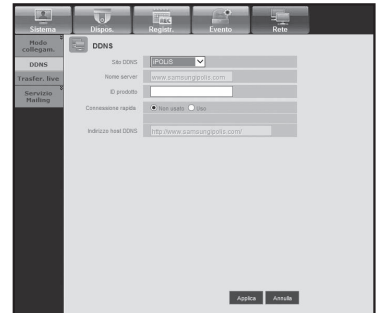 Sistema Dispos. Registr. Evento Rete
Modo collegam.
DDNS
Trasfer. live
Servizio Mailing
DDNS
Sito DDNS iPOLiS
Nome server www.samsungipolis.com
ID prodotto
Connessione rapida Non usato Uso
Indirizzo host DDNS http://www.samsungipolis.com/
Applica Annulla